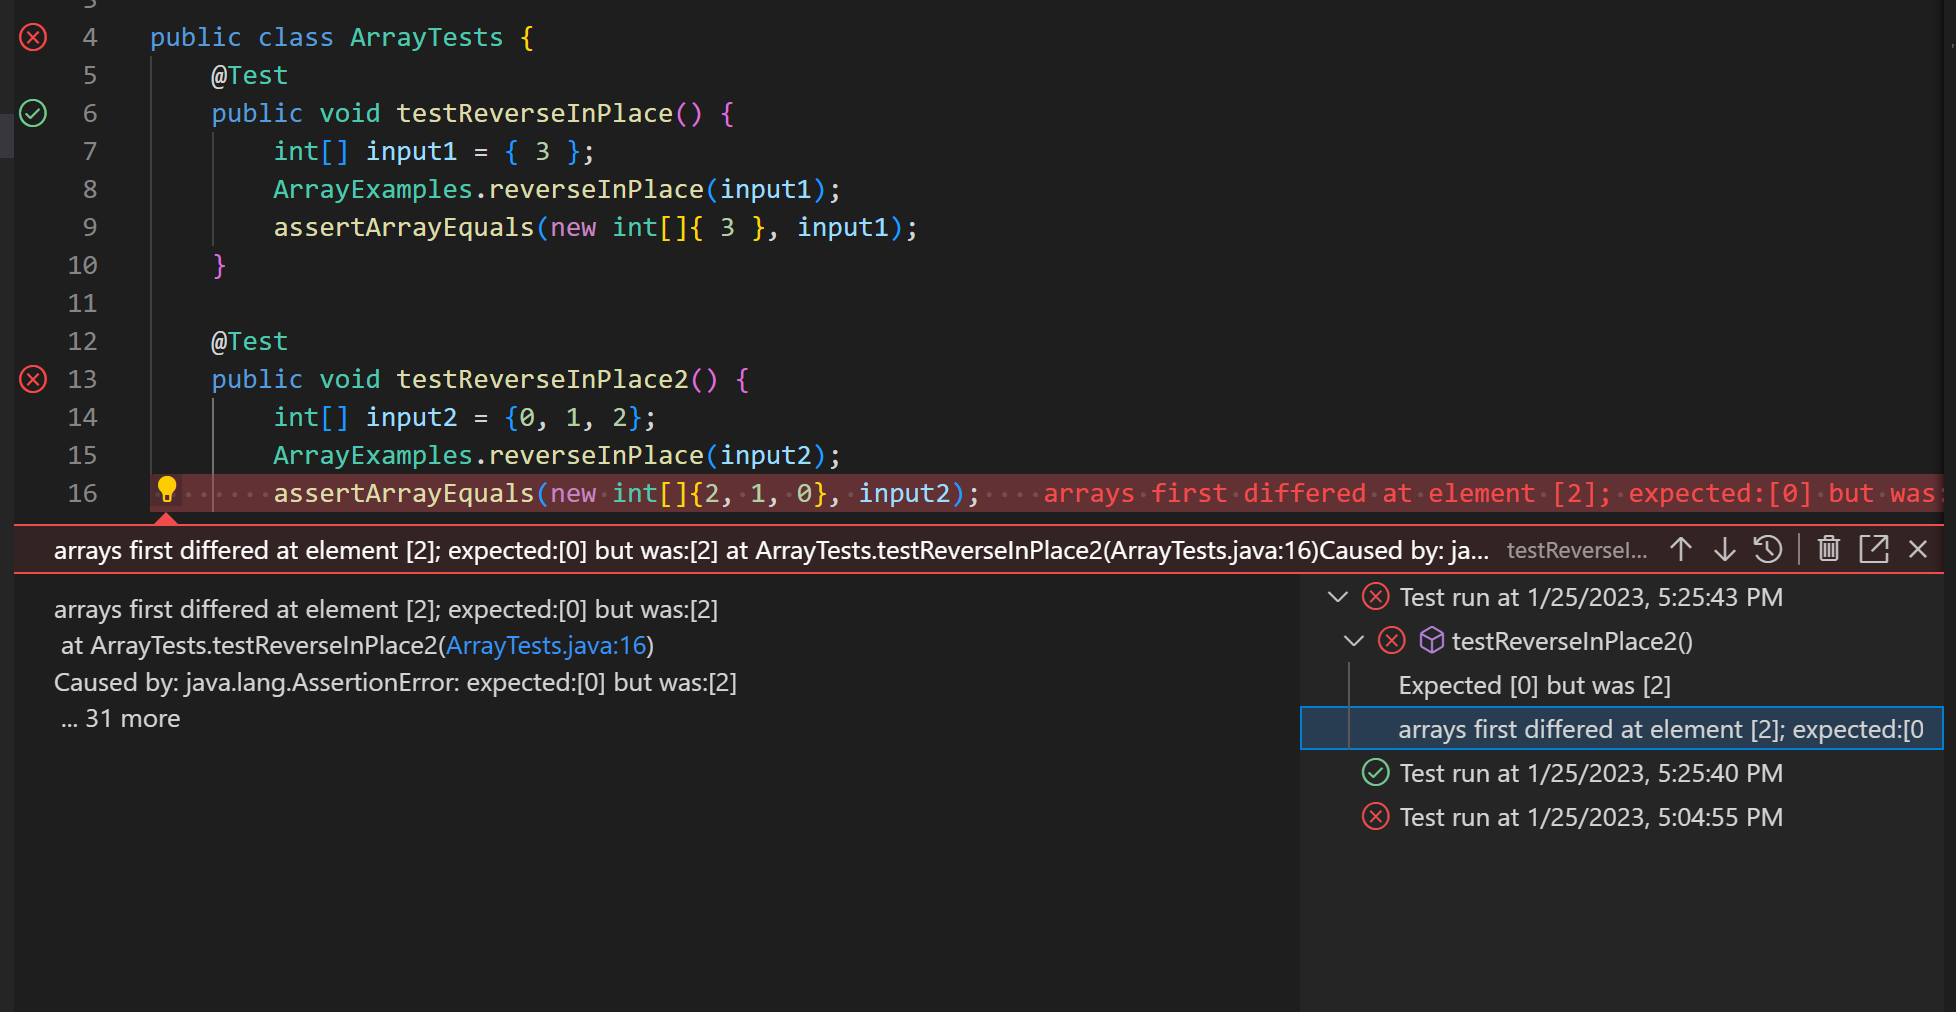 4 public class ArrayTests {
5 @Test
6 public void testReverseInPlace() {
7 int[] input1 = { 3 };
8 ArrayExamples.reverseInPlace(input1);
9 assertArrayEquals(new int[]{ 3 }, input1);
10 }
11
12 @Test
13 public void testReverseInPlace2() {
14 int[] input2 = {0, 1, 2};
15 ArrayExamples.reverseInPlace(input2);
16 assertArrayEquals(new int[]{2, 1, 0}, input2); arrays first differed at element [2]; expected:[0] but was:
arrays first differed at element [2]; expected:[0] but was:[2] at ArrayTests.testReverseInPlace2(ArrayTests.java:16)Caused by: ja... testReverseI...
arrays first differed at element [2]; expected:[0] but was:[2]
at ArrayTests.testReverseInPlace2(ArrayTests.java:16)
Caused by: java.lang.AssertionError: expected:[0] but was:[2]
... 31 more
Test run at 1/25/2023, 5:25:43 PM
testReverseInPlace2()
Expected [0] but was [2]
arrays first differed at element [2]; expected:[0
Test run at 1/25/2023, 5:25:40 PM
Test run at 1/25/2023, 5:04:55 PM